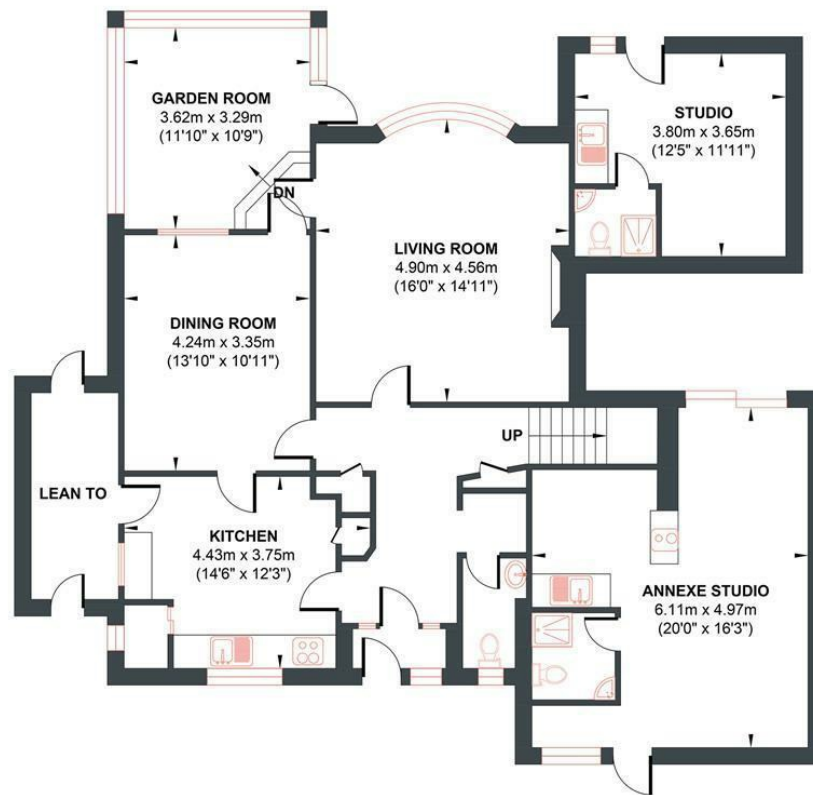 GARDEN ROOM
3.62m x 3.29m
(11'10" x 10'9")
STUDIO
3.80m x 3.65m
(12'5" x 11'11")
DN
LIVING ROOM
4.90m x 4.56m
(16'0" x 14'11")
DINING ROOM
4.24m x 3.35m
(13'10" x 10'11")
UP
LEAN TO
KITCHEN
4.43m x 3.75m
(14'6" x 12'3")
ANNEXE STUDIO
6.11m x 4.97m
(20'0" x 16'3")